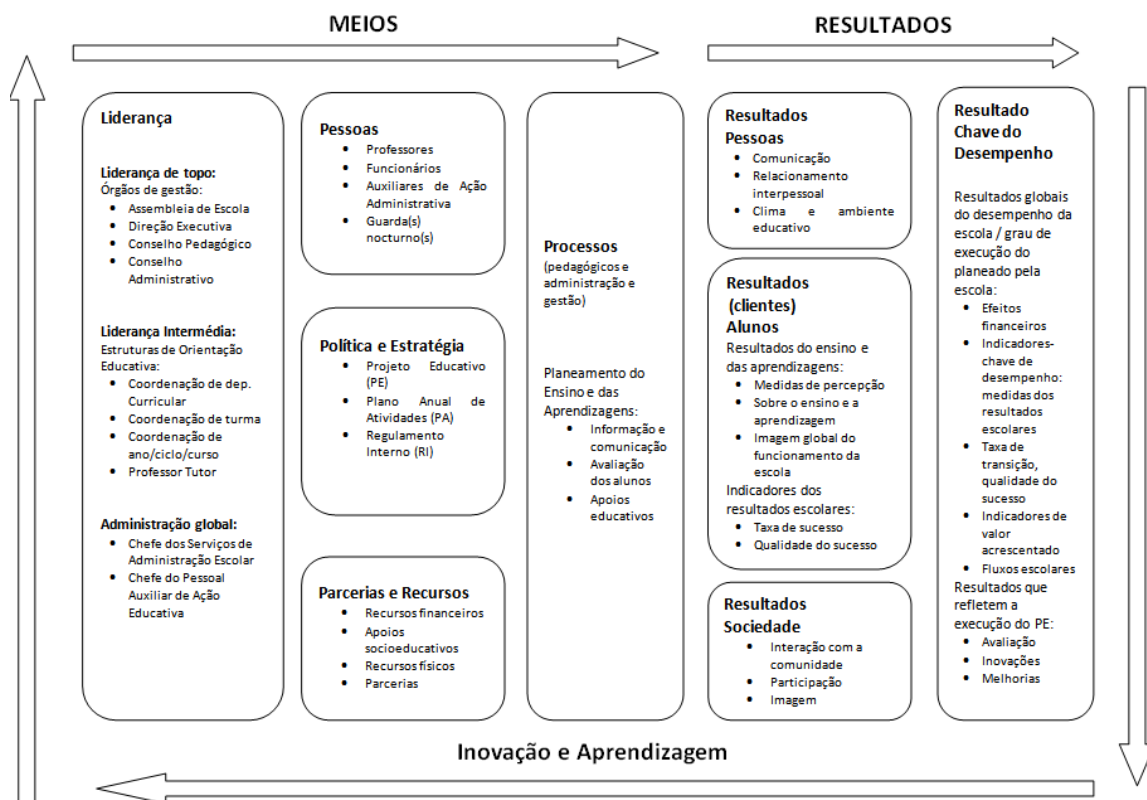 MEIOS
RESULTADOS
Liderança
Liderança de topo:
Órgãos de gestão:
• Assembleia de Escola
• Direção Executiva
• Conselho Pedagógico
• Conselho
Administrativo
Liderança Intermédia:
Estruturas de Orientação
Educativa:
• Coordenação de dep.
Curricular
• Coordenação de turma
• Coordenação de
ano/ciclo/curso
• Professor Tutor
Administração global:
• Chefe dos Serviços de
Administração Escolar
• Chefe do Pessoal
Auxiliar de Ação
Educativa
Pessoas
• Professores
• Funcionários
• Auxiliares de Ação
Administrativa
• Guarda(s)
nocturno(s)
Política e Estratégia
• Projeto Educativo
(PE)
• Plano Anual de
Atividades (PA)
• Regulamento
Interno (RI)
Parcerias e Recursos
• Recursos financeiros
• Apoios
socioeducativos
• Recursos físicos
• Parcerias
Processos
(pedagógicos e
administração e
gestão)
Planeamento do
Ensino e das
Aprendizagens:
• Informação e
comunicação
• Avaliação
dos alunos
• Apoios
educativos
Resultados
Pessoas
• Comunicação
• Relacionamento
interpessoal
• Clima e ambiente
educativo
Resultados
(clientes)
Alunos
Resultados do ensino e
das aprendizagens:
• Medidas de percepção
• Sobre o ensino e a
aprendizagem
• Imagem global do
funcionamento da
escola
Indicadores dos
resultados escolares:
• Taxa de sucesso
• Qualidade do sucesso
Resultados
Sociedade
• Interação com a
comunidade
• Participação
• Imagem
Resultado
Chave do
Desempenho
Resultados globais
do desempenho da
escola / grau de
execução do
planeado pela
escola:
• Efeitos
financeiros
• Indicadores-
chave de
desempenho:
medidas dos
resultados
escolares
• Taxa de
transição,
qualidade do
sucesso
• Indicadores de
valor
acrescentado
• Fluxos escolares
Resultados que
refletem a
execução do PE:
• Avaliação
• Inovações
• Melhorias
Inovação e Aprendizagem